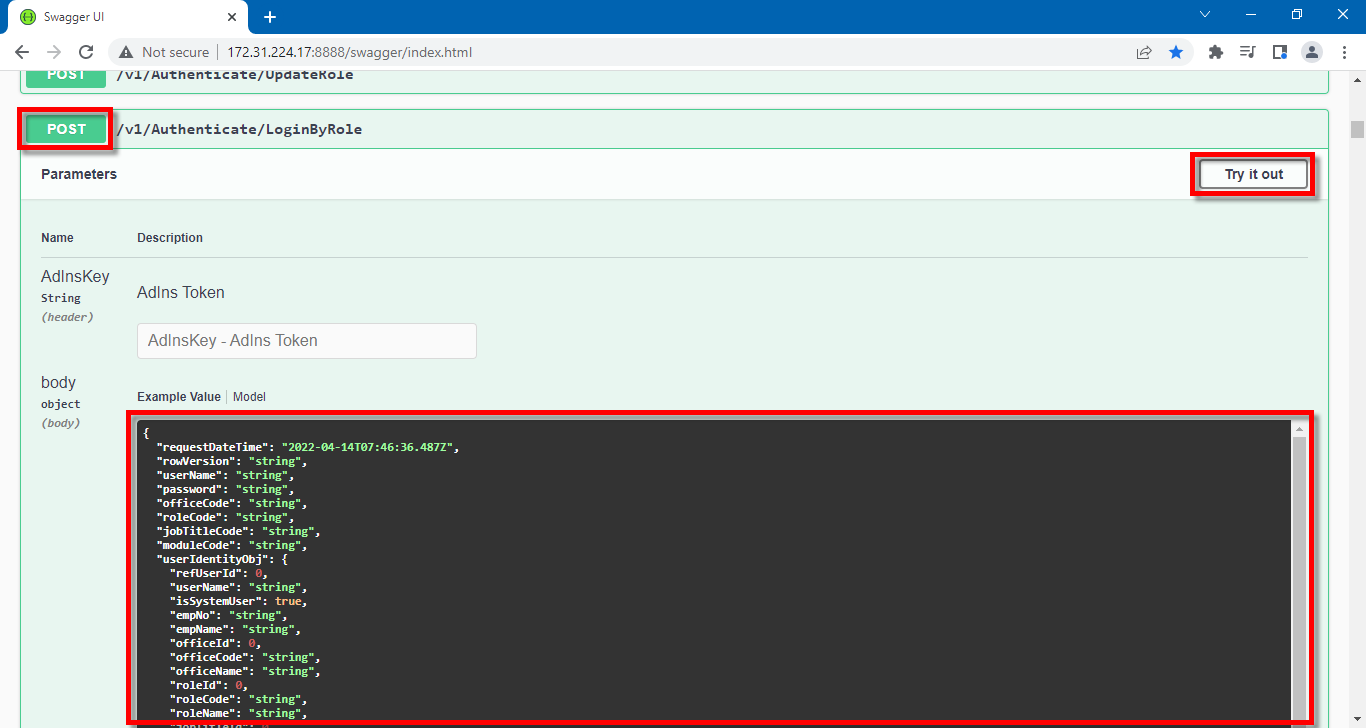 Swagger UI
Not secure
172.31.224.17:8888/swagger/index.html
POST /v1/Authenticate/UpdateRole
POST /v1/Authenticate/LoginByRole
Parameters
Try it out
Name Description
AdInsKey
String
(header)
AdIns Token
AdInsKey - AdIns Token
body
object
(body)
Example Value | Model
{
"requestDateTime": "2022-04-14T07:46:36.487Z",
"rowVersion": "string",
"userName": "string",
"password": "string",
"officeCode": "string",
"roleCode": "string",
"jobTitleCode": "string",
"moduleCode": "string",
"userIdentityObj": {
"refUserId": 0,
"userName": "string",
"isSystemUser": true,
"empNo": "string",
"empName": "string",
"officeId": 0,
"officeCode": "string",
"officeName": "string",
"roleId": 0,
"roleCode": "string",
"roleName": "string",